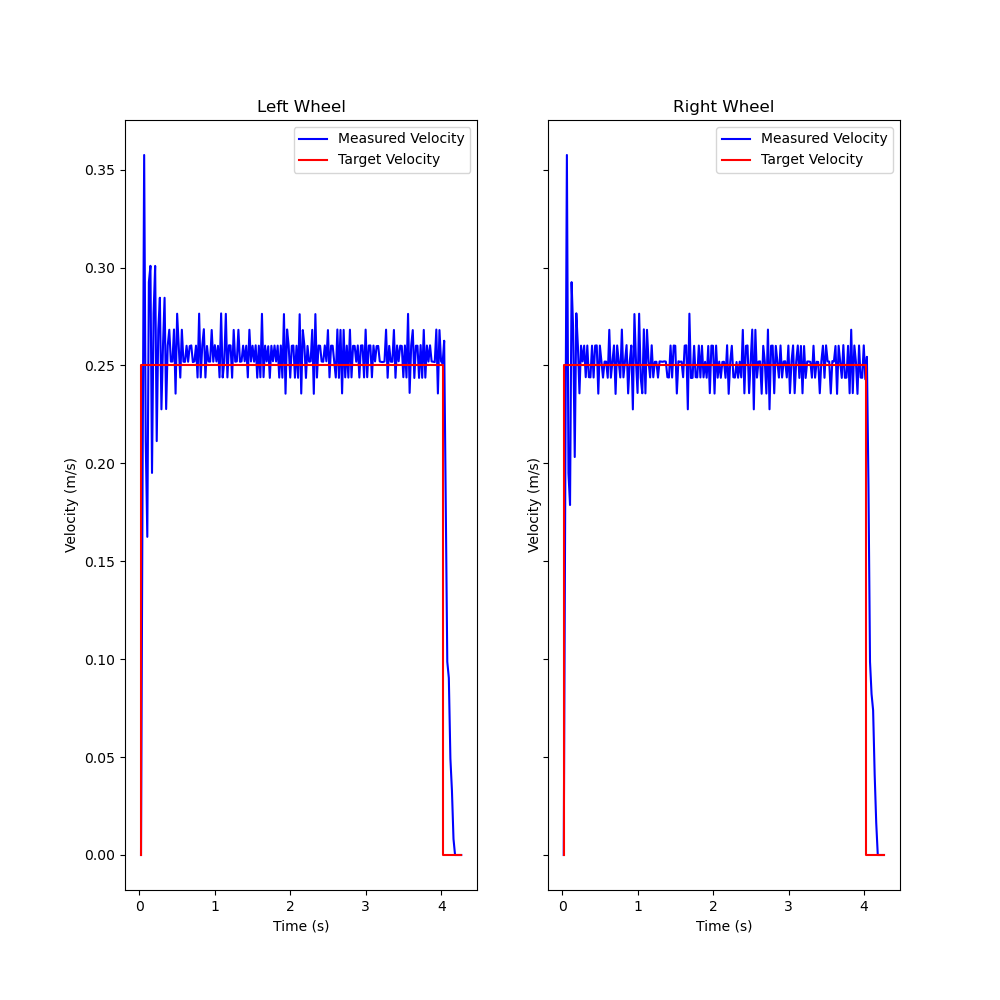 Left Wheel
Measured Velocity
Target Velocity
0.35
0.30
0.25
0.20
0.15
0.10
0.05
0.00
Velocity (m/s)
0 1 2 3 4
Time (s)
Right Wheel
Measured Velocity
Target Velocity
Velocity (m/s)
0 1 2 3 4
Time (s)